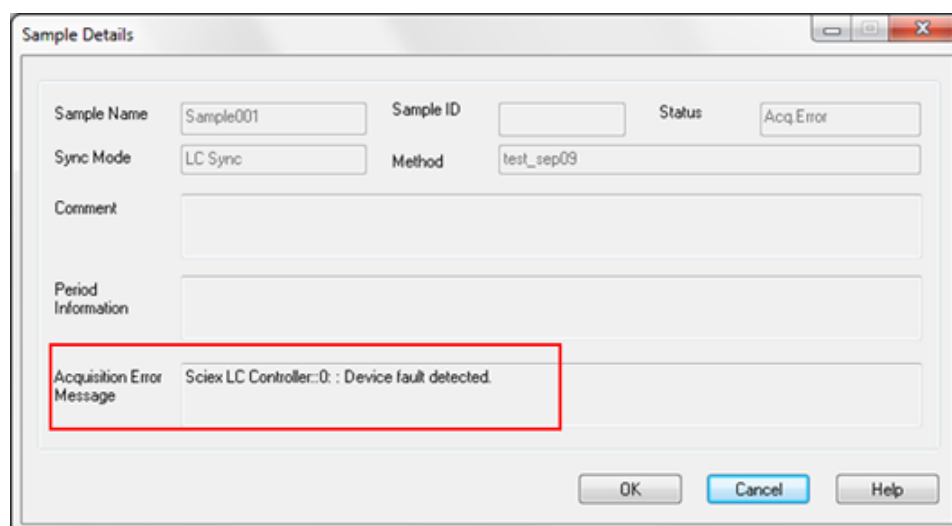 Sample Details
Sample Name Sample001 Sample ID Status Acq.Error
Sync Mode LC Sync Method test_sep09
Comment
Period
Information
Acquisition Error Sciex LC Controller::0: : Device fault detected.
Message
OK Cancel Help